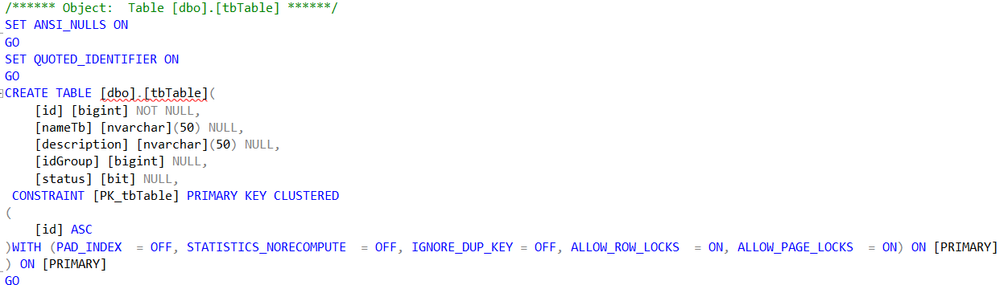 /****** Object:  Table [dbo].[tbTable] ******/
SET ANSI_NULLS ON
GO
SET QUOTED_IDENTIFIER ON
GO
CREATE TABLE [dbo].[tbTable](
    [id] [bigint] NOT NULL,
    [nameTb] [nvarchar](50) NULL,
    [description] [nvarchar](50) NULL,
    [idGroup] [bigint] NULL,
    [status] [bit] NULL,
 CONSTRAINT [PK_tbTable] PRIMARY KEY CLUSTERED
(
    [id] ASC
)WITH (PAD_INDEX  = OFF, STATISTICS_NORECOMPUTE  = OFF, IGNORE_DUP_KEY = OFF, ALLOW_ROW_LOCKS  = ON, ALLOW_PAGE_LOCKS  = ON) ON [PRIMARY]
) ON [PRIMARY]
GO